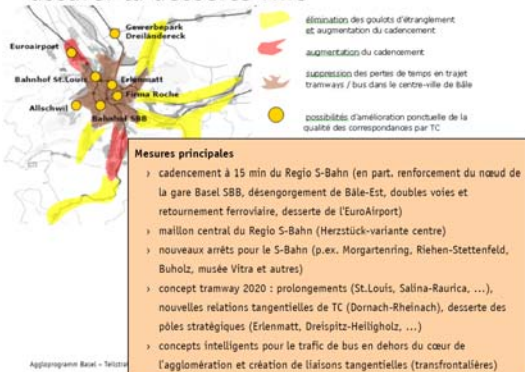 Gewerbepark
Dreiländereck
Euroairport
Bahnhof St.Louis
Erlenmatt
Firma Roche
Allschwil
Bahnhof SBB
élimination des goulots d'étranglement
et augmentation du cadencement
augmentation du cadencement
suppression des pertes de temps en trajet
tramways / bus dans le centre-ville de Bâle
possibilités d'amélioration ponctuelle de la
qualité des correspondances par TC
Mesures principales
› cadencement à 15 min du Regio S-Bahn (en part. renforcement du nœud de
la gare Basel SBB, désengorgement de Bâle-Est, doubles voies et
retournement ferroviaire, desserte de l'EuroAirport)
› maillon central du Regio S-Bahn (Herzstück-variante centre)
› nouveaux arrêts pour le S-Bahn (p.ex. Morgartenring, Riehen-Stettenfeld,
Buholz, musée Vitra et autres)
› concept tramway 2020 : prolongements (St.Louis, Salina-Raurica, ...),
nouvelles relations tangentielles de TC (Dornach-Rheinach), desserte des
pôles stratégiques (Erlenmatt, Dreispitz-Heiligholz, ...)
› concepts intelligents pour le trafic de bus en dehors du cœur de
l'agglomération et création de liaisons tangentielles (transfrontalières)
Aggloprogramm Basel –